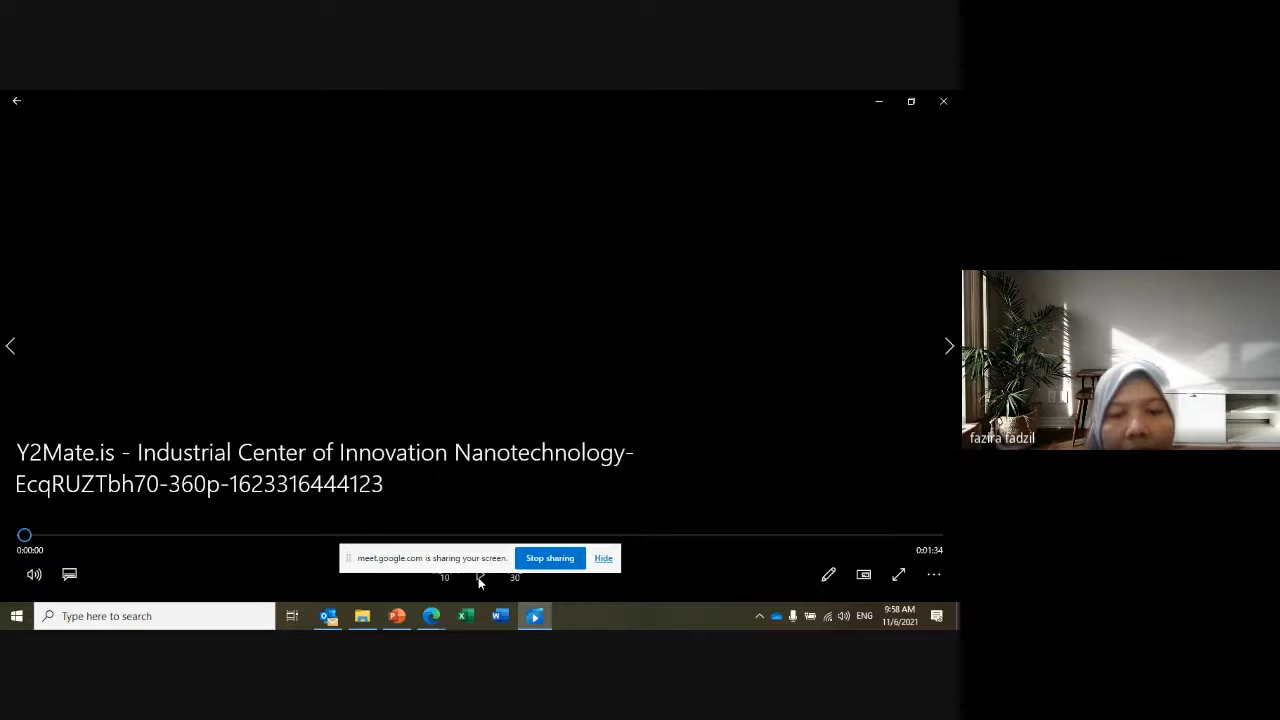 Y2Mate.is - Industrial Center of Innovation Nanotechnology-
EcqRUZTbh70-360p-1623316444123
fazira fadzil
0:00:00
0:01:34
meet.google.com is sharing your screen.
Stop sharing
Hide
10
30
Type here to search
ENG
9:58 AM
11/6/2021